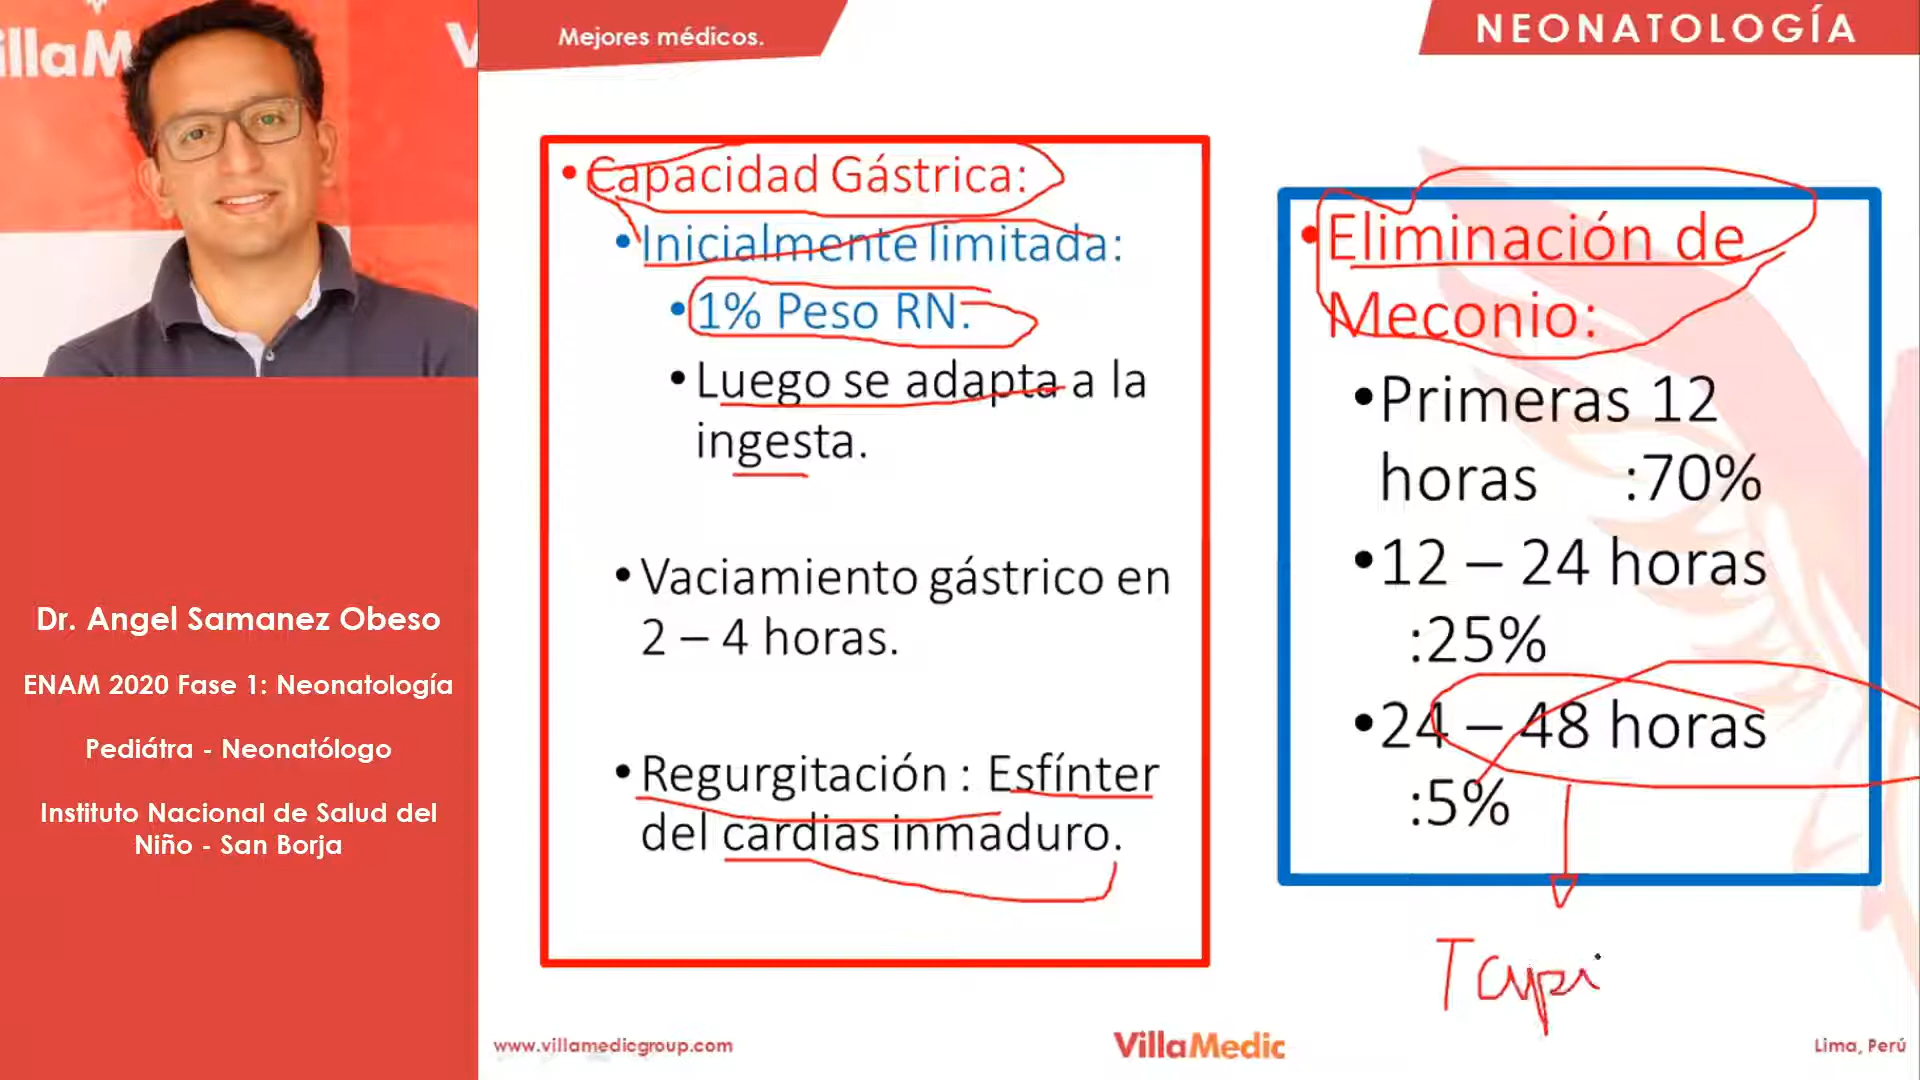 illaM
V
Mejores médicos.
NEONATOLOGÍA
• Capacidad Gástrica:
• Inicialmente limitada:
• 1% Peso RN.
• Luego se adapta a la
ingesta.
• Vaciamiento gástrico en
2 – 4 horas.
• Regurgitación : Esfínter
del cardias inmaduro.
• Eliminación de
Meconio:
• Primeras 12
horas :70%
• 12 – 24 horas
:25%
• 24 – 48 horas
:5%
Tapi
Dr. Angel Samanez Obeso
ENAM 2020 Fase 1: Neonatología
Pediátra - Neonatólogo
Instituto Nacional de Salud del
Niño - San Borja
www.villamedicgroup.com
VillaMedic
Lima, Perú